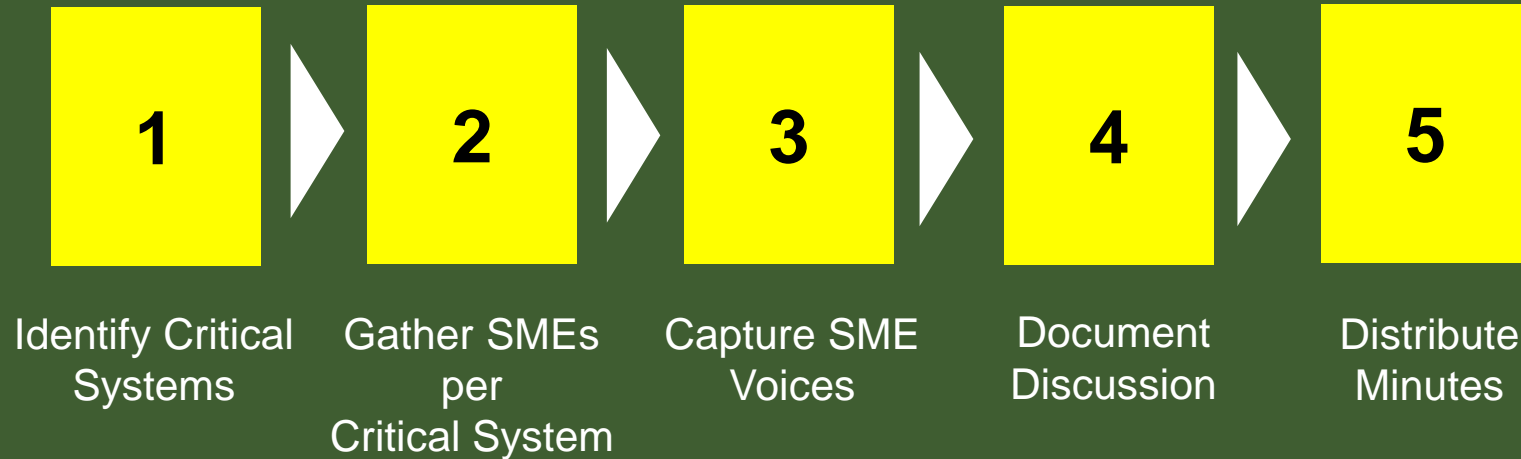 1
2
3
4
5
Identify Critical
Systems
Gather SMEs
per
Critical System
Capture SME
Voices
Document
Discussion
Distribute
Minutes